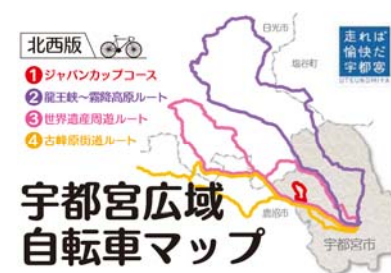 北西版
❶ジャパンカップコース
❷龍王峡〜霧降高原ルート
❸世界遺産周遊ルート
❹古峰原街道ルート
日光市
塩谷町
走れば
愉快だ
宇都宮
UTSUNOMIYA
鹿沼市
宇都宮市
宇都宮広域
自転車マップ